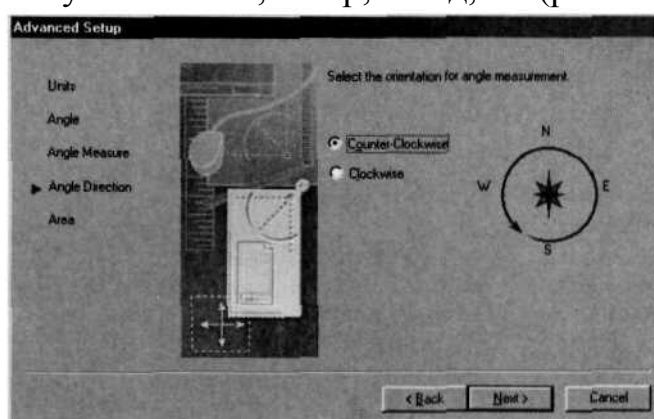 Advanced Setup
Units
Angle
Angle Measure
Angle Direction
Area
Select the orientation for angle measurement.
Counter-Clockwise
Clockwise
N
W
E
S
< Back
Next >
Cancel